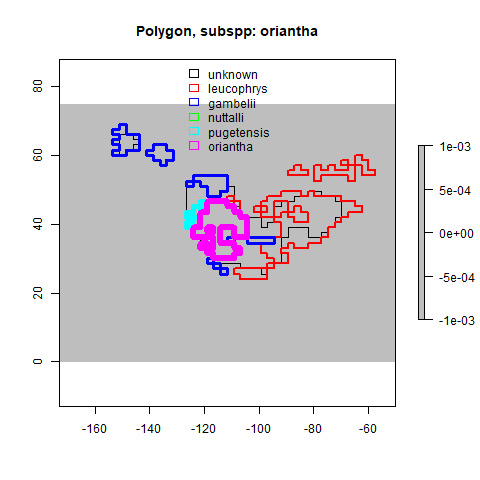 Polygon, subspp: oriantha
unknown
leucophrys
gambelii
nuttalli
pugetensis
oriantha
80
60
40
20
0
-160
-140
-120
-100
-80
-60
1e-03
5e-04
0e+00
-5e-04
-1e-03